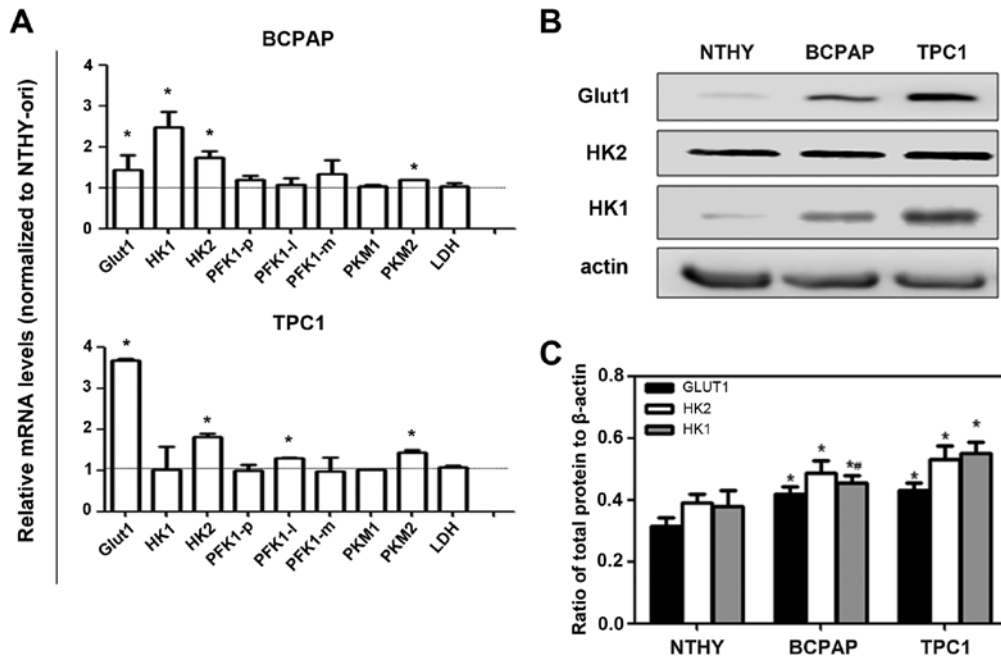 A
Relative mRNA levels (normalized to NTHY-ori)
BCPAP
4
3
2
1
0
*
*
*
*
Glut1
HK1
HK2
PFK1-p
PFK1-l
PFK1-m
PKM1
PKM2
LDH
TPC1
4
3
2
1
0
*
*
*
*
Glut1
HK1
HK2
PFK1-p
PFK1-l
PFK1-m
PKM1
PKM2
LDH
B
NTHY BCPAP TPC1
Glut1
HK2
HK1
actin
C
Ratio of total protein to β-actin
0.8
0.6
0.4
0.2
0.0
GLUT1
HK2
HK1
* * *#
* * *
NTHY BCPAP TPC1